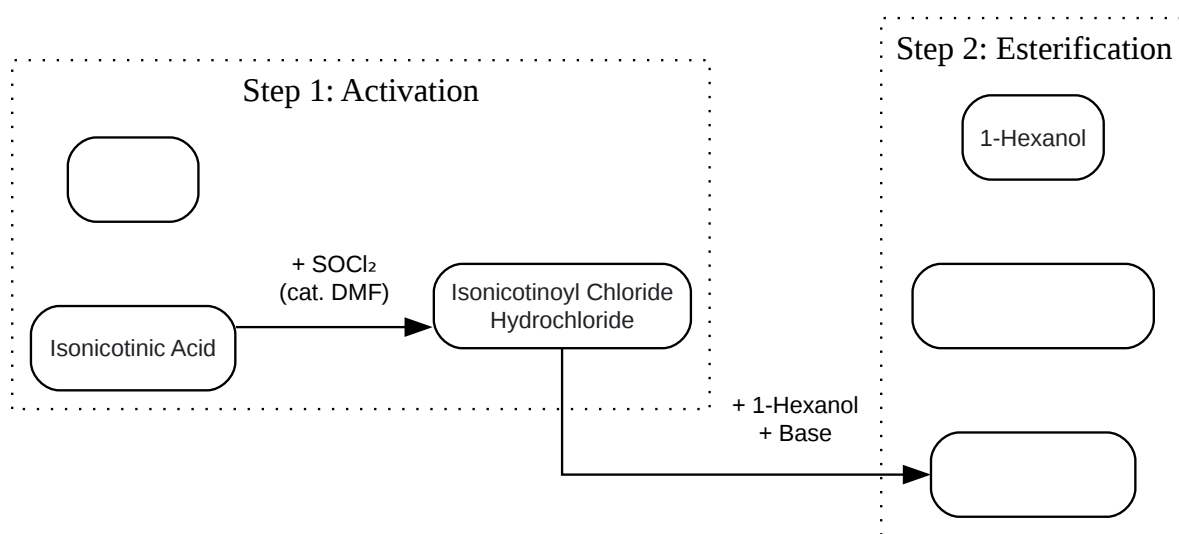 Step 1: Activation
Isonicotinic Acid
+ SOCl₂
(cat. DMF)
Isonicotinoyl Chloride
Hydrochloride
+ 1-Hexanol
+ Base
Step 2: Esterification
1-Hexanol